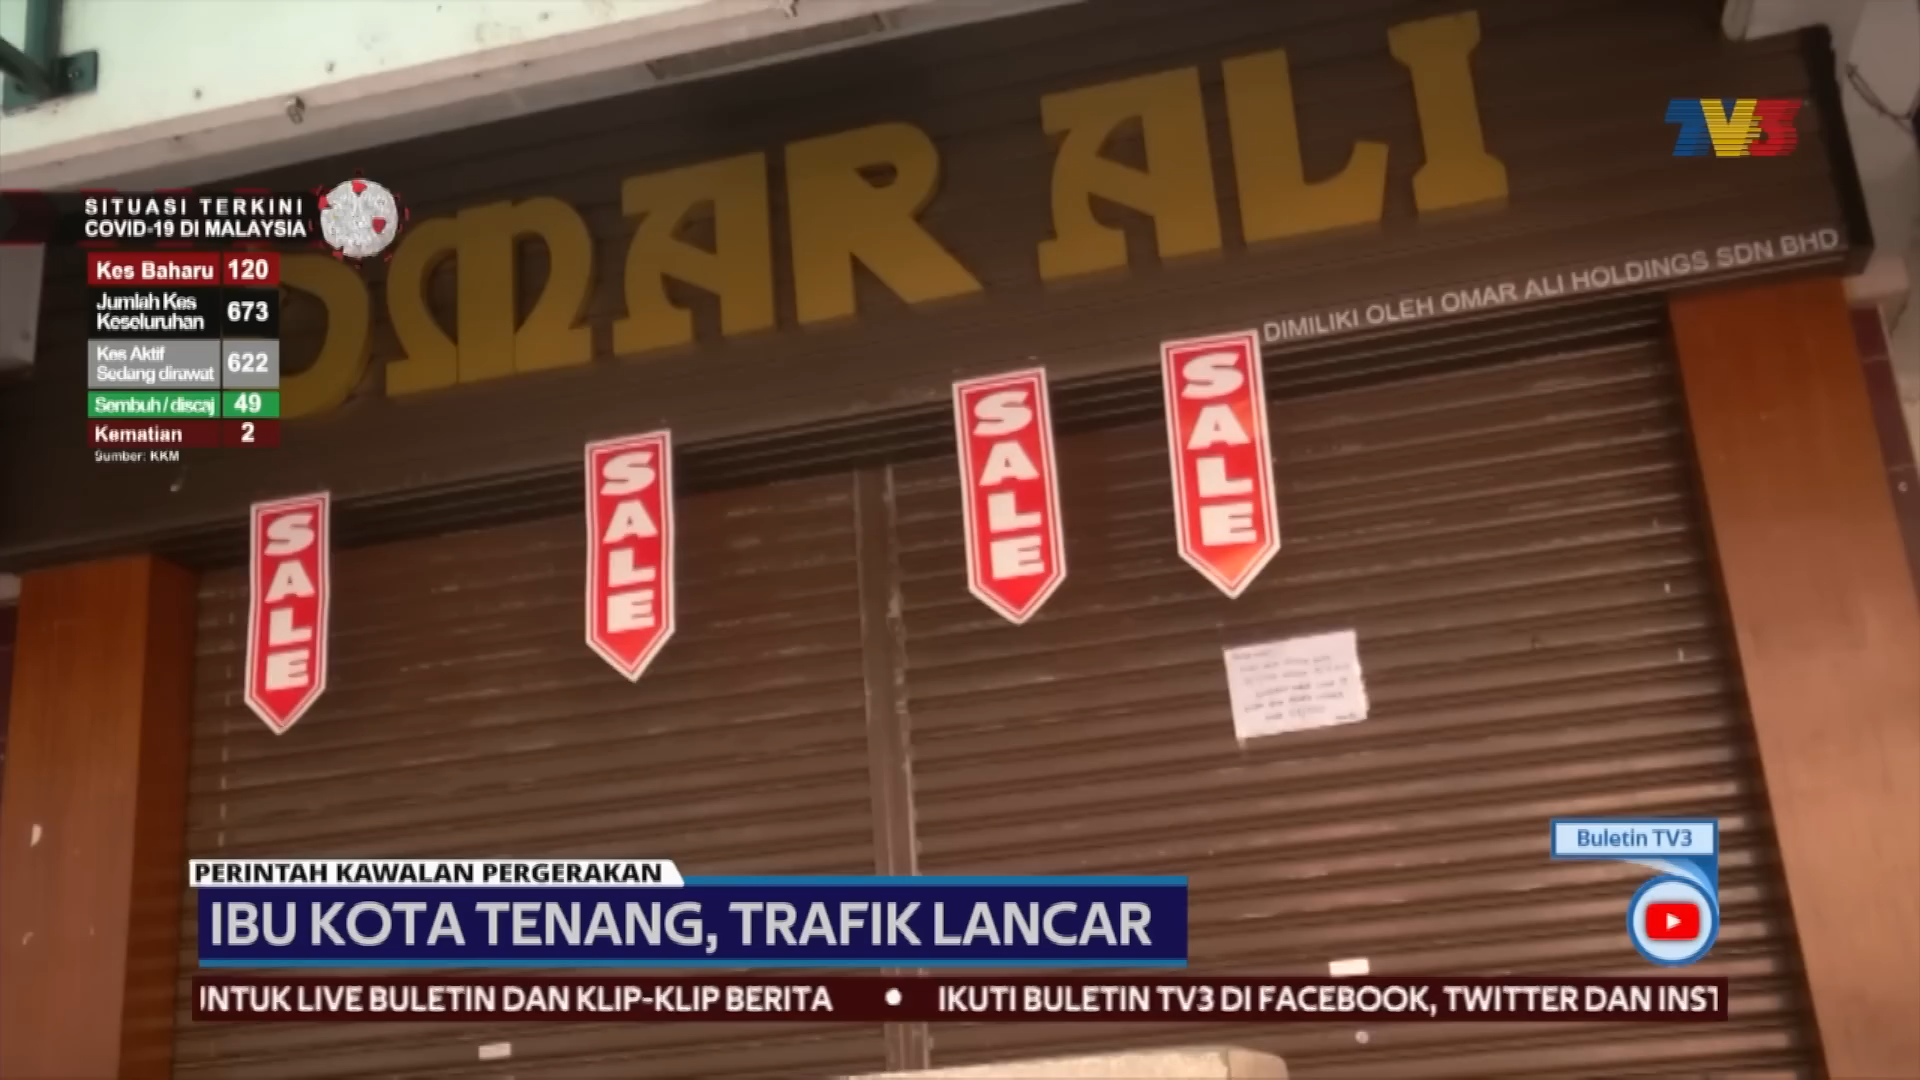 OMAR ALI
TV3
DIMILIKI OLEH OMAR ALI HOLDINGS SDN BHD
SITUASI TERKINI
COVID-19 DI MALAYSIA
Kes Baharu 120
Jumlah Kes
Keseluruhan 673
Kes Aktif
Sedang dirawat 622
Sembuh / discaj 49
Kematian 2
Sumber: KKM
SALE
SALE
SALE
SALE
Buletin TV3
PERINTAH KAWALAN PERGERAKAN
IBU KOTA TENANG, TRAFIK LANCAR
UNTUK LIVE BULETIN DAN KLIP-KLIP BERITA • IKUTI BULETIN TV3 DI FACEBOOK, TWITTER DAN INST